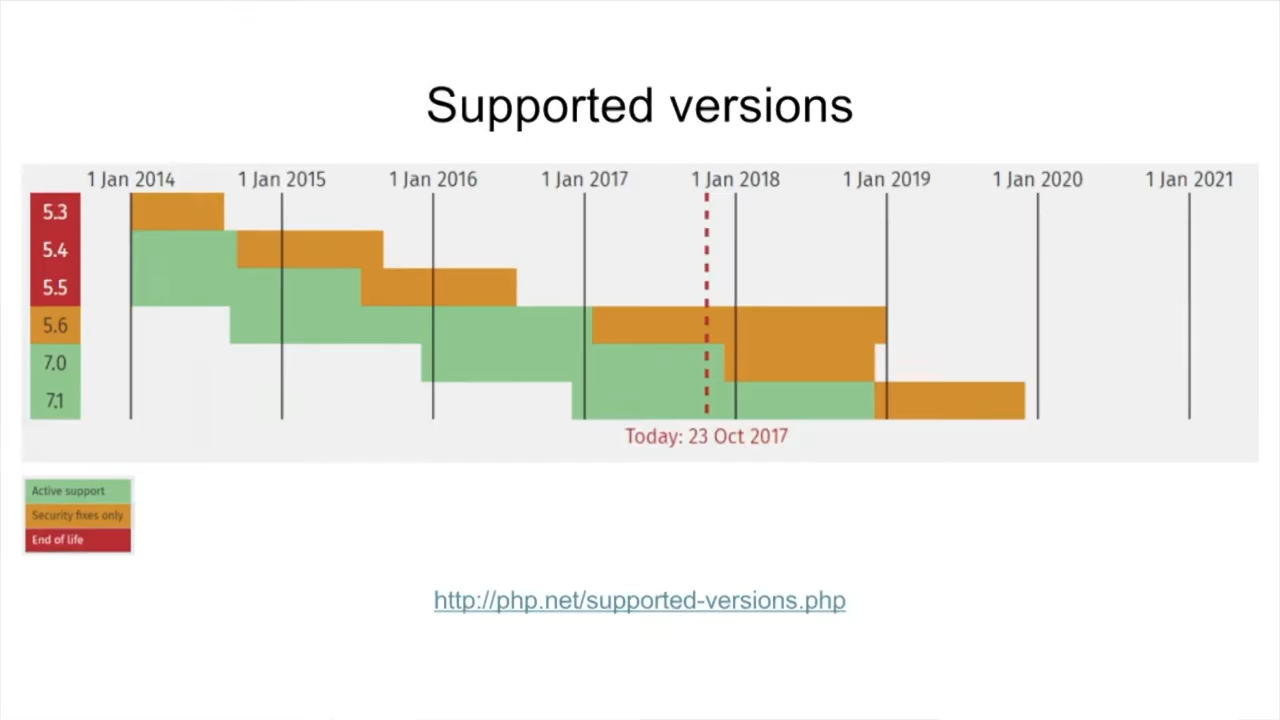 Supported versions
1 Jan 2014 1 Jan 2015 1 Jan 2016 1 Jan 2017 1 Jan 2018 1 Jan 2019 1 Jan 2020 1 Jan 2021
5.3
5.4
5.5
5.6
7.0
7.1
Today: 23 Oct 2017
Active support
Security fixes only
End of life
http://php.net/supported-versions.php